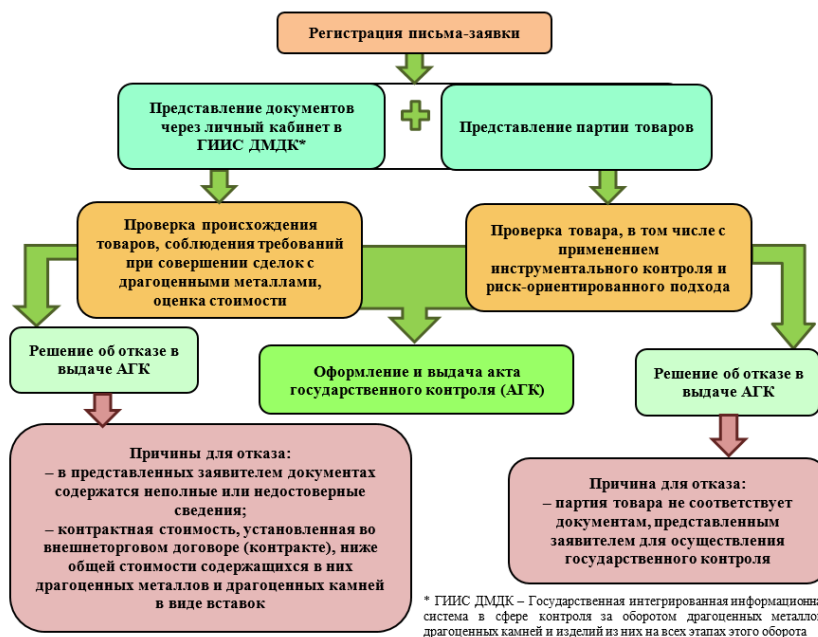 Регистрация письма-заявки
Представление документов
через личный кабинет в
ГИИС ДМДК*
Представление партии товаров
Проверка происхождения
товаров, соблюдения требований
при совершении сделок с
драгоценными металлами,
оценка стоимости
Проверка товара, в том числе с
применением
инструментального контроля и
риск-ориентированного подхода
Решение об отказе в
выдаче АГК
Оформление и выдача акта
государственного контроля (АГК)
Решение об отказе в
выдаче АГК
Причины для отказа:
– в представленных заявителем документах
содержатся неполные или недостоверные
сведения;
– контрактная стоимость, установленная во
внешнеторговом договоре (контракте), ниже
общей стоимости содержащихся в них
драгоценных металлов и драгоценных камней
в виде вставок
Причина для отказа:
– партия товара не соответствует
документам, представленным
заявителем для осуществления
государственного контроля
* ГИИС ДМДК – Государственная интегрированная информационна
система в сфере контроля за оборотом драгоценных металло
драгоценных камней и изделий из них на всех этапах этого оборота